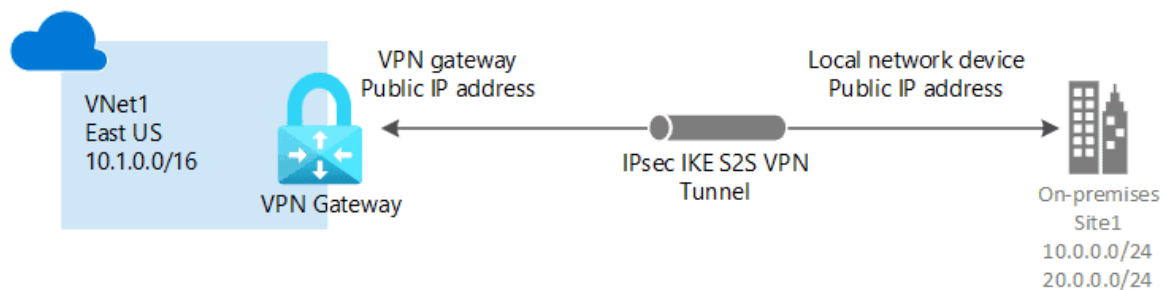 VNet1
East US
10.1.0.0/16
VPN Gateway
VPN gateway
Public IP address
IPsec IKE S2S VPN
Tunnel
Local network device
Public IP address
On-premises
Site1
10.0.0.0/24
20.0.0.0/24